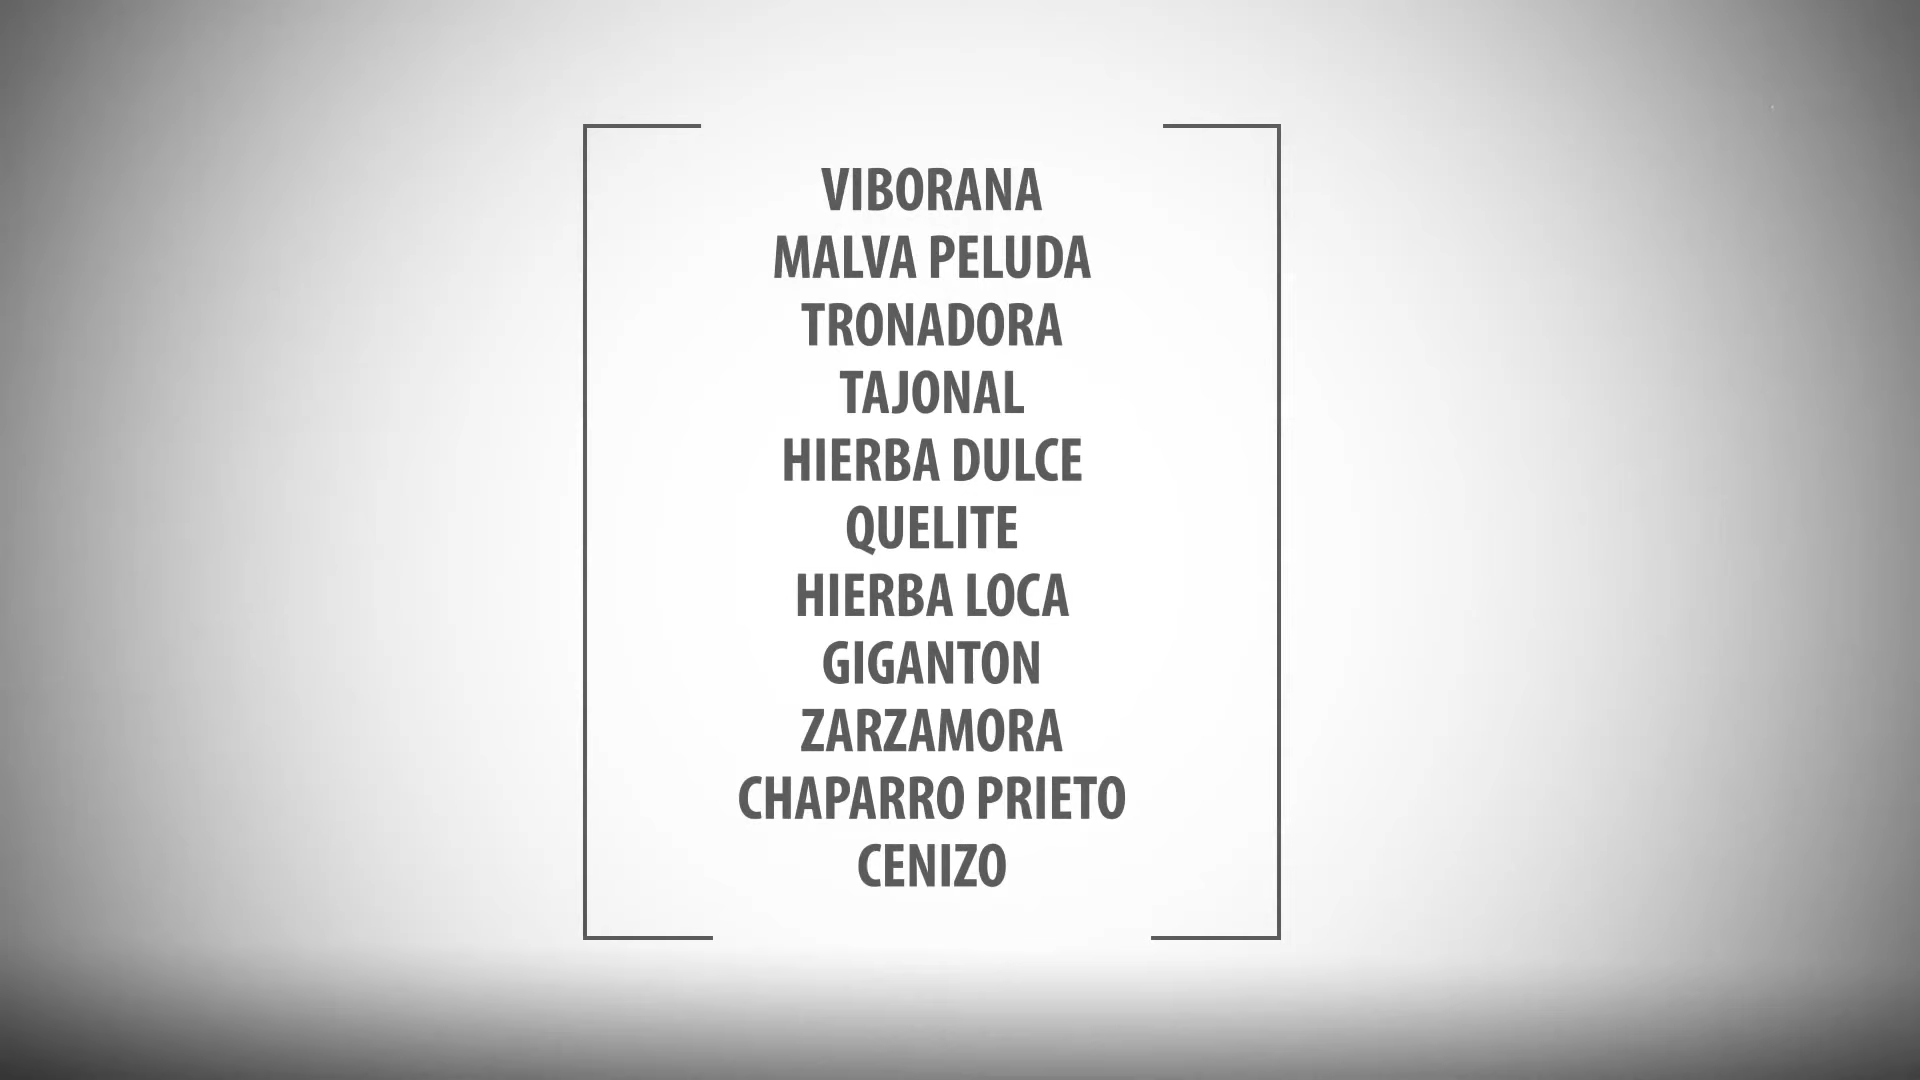 VIBORANA
MALVA PELUDA
TRONADORA
TAJONAL
HIERBA DULCE
QUELITE
HIERBA LOCA
GIGANTON
ZARZAMORA
CHAPARRO PRIETO
CENIZO